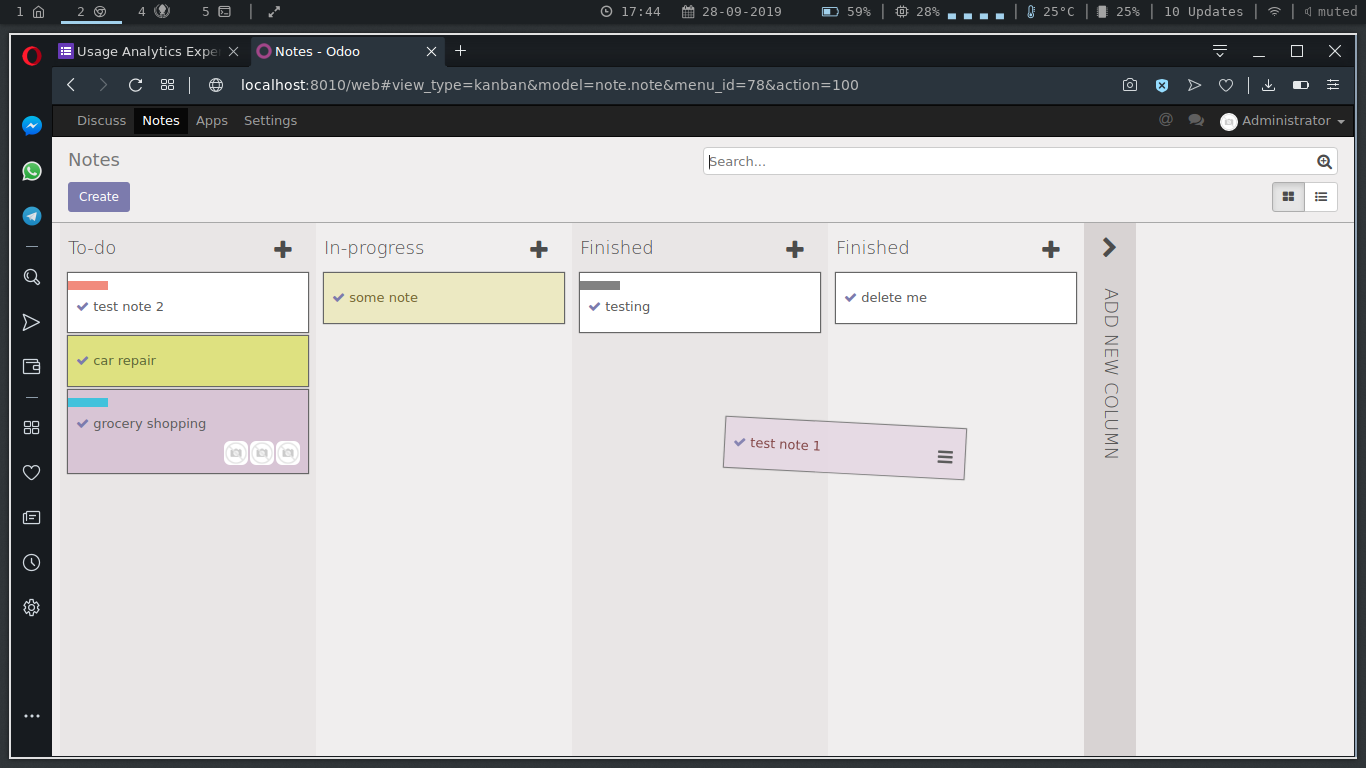 1 2 4 5 17:44 28-09-2019 59% 28% 25°C 25% 10 Updates muted
Usage Analytics Expe
Notes - Odoo
localhost:8010/web#view_type=kanban&model=note.note&menu_id=78&action=100
Discuss Notes Apps Settings @ Administrator
Notes
Search...
Create
To-do
In-progress
Finished
Finished
test note 2
some note
testing
delete me
car repair
grocery shopping
test note 1
ADD NEW COLUMN